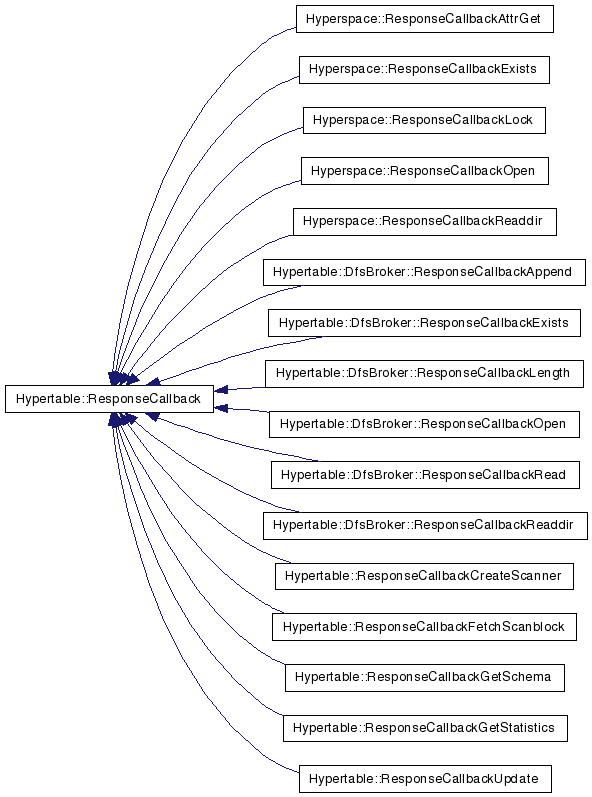 Hyperspace::ResponseCallbackAttrGet
Hyperspace::ResponseCallbackExists
Hyperspace::ResponseCallbackLock
Hyperspace::ResponseCallbackOpen
Hyperspace::ResponseCallbackReaddir
Hypertable::DfsBroker::ResponseCallbackAppend
Hypertable::DfsBroker::ResponseCallbackExists
Hypertable::DfsBroker::ResponseCallbackLength
Hypertable::ResponseCallback
Hypertable::DfsBroker::ResponseCallbackOpen
Hypertable::DfsBroker::ResponseCallbackRead
Hypertable::DfsBroker::ResponseCallbackReaddir
Hypertable::ResponseCallbackCreateScanner
Hypertable::ResponseCallbackFetchScanblock
Hypertable::ResponseCallbackGetSchema
Hypertable::ResponseCallbackGetStatistics
Hypertable::ResponseCallbackUpdate